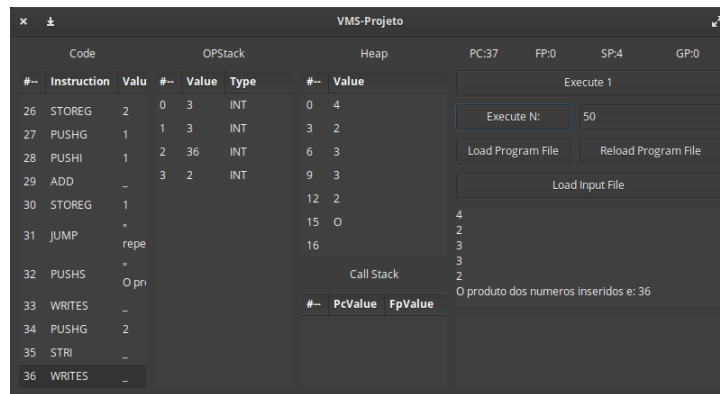 VMS-Projeto
Code OPStack Heap PC:37 FP:0 SP:4 GP:0
#-- Instruction Valu #-- Value Type #-- Value Execute 1
26 STOREG 2 0 3 INT 0 4
27 PUSHG 1 1 3 INT 3 2 Execute N: 50
28 PUSHI 1 2 36 INT 6 3 Load Program File Reload Program File
29 ADD _ 3 2 INT 9 3 Load Input File
30 STOREG 1 12 2
31 JUMP " repe 15 O 4
16 2
32 PUSHS " O pro Call Stack 3
3
2
33 WRITES _ #-- PcValue FpValue O produto dos numeros inseridos e: 36
34 PUSHG 2
35 STRI _
36 WRITES _